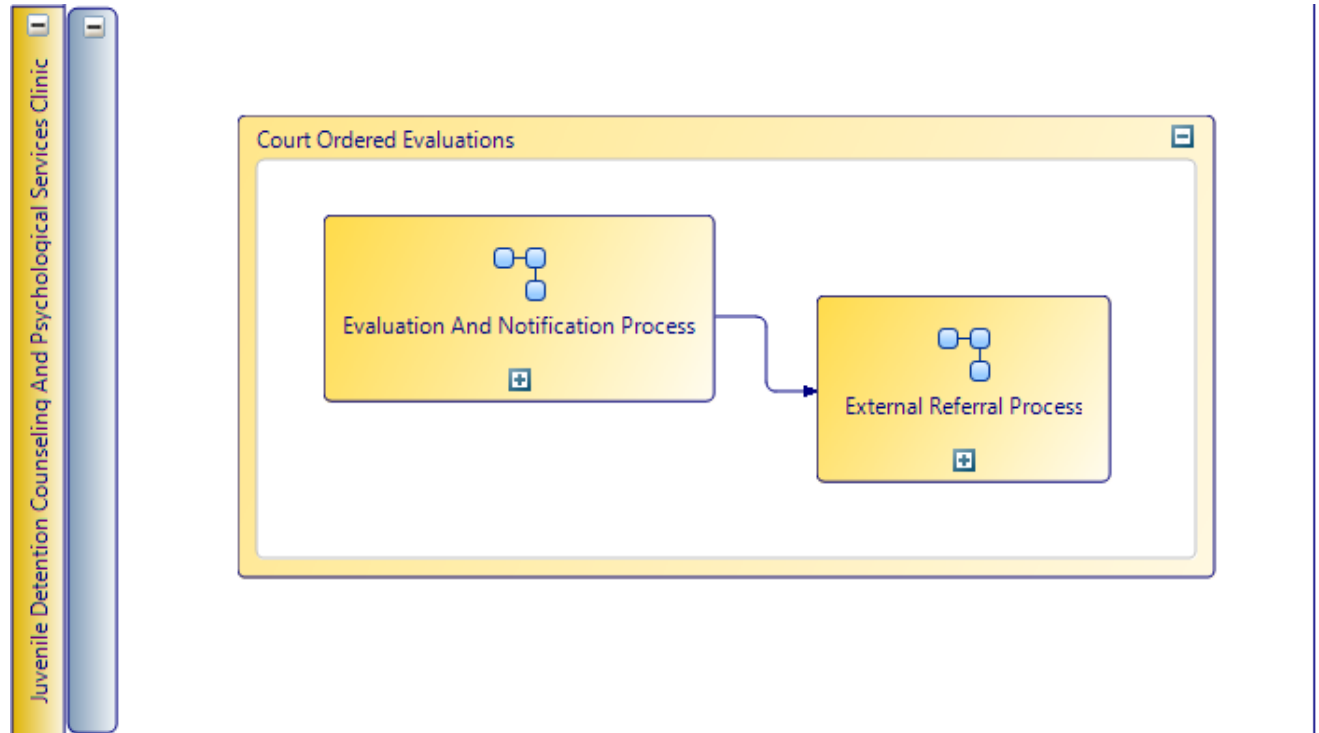 Juvenile Detention Counseling And Psychological Services Clinic
Court Ordered Evaluations
Evaluation And Notification Process
External Referral Process